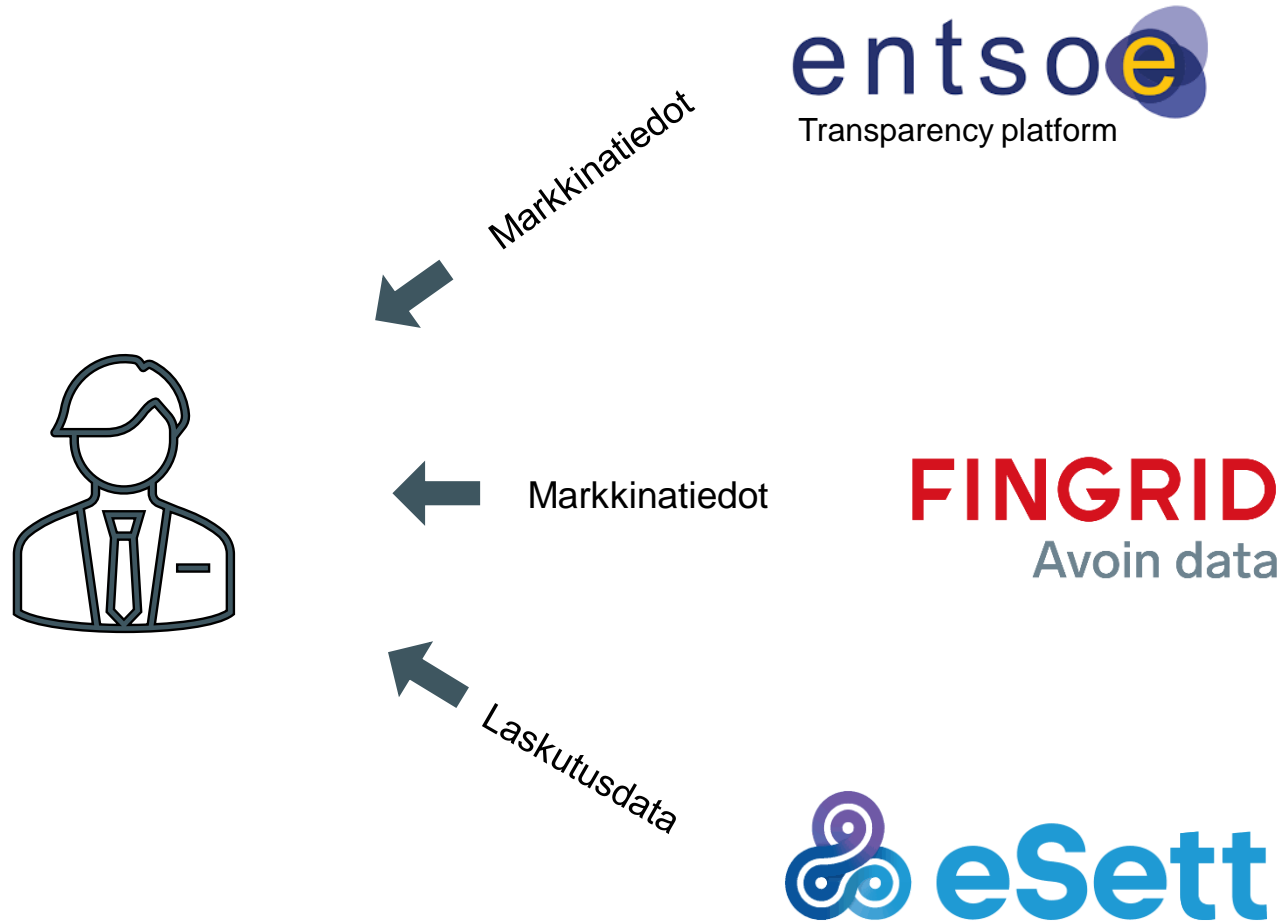 entsoe
Transparency platform
Markkinatiedot
Markkinatiedot
FINGRID
Avoin data
Laskutusdata
eSett